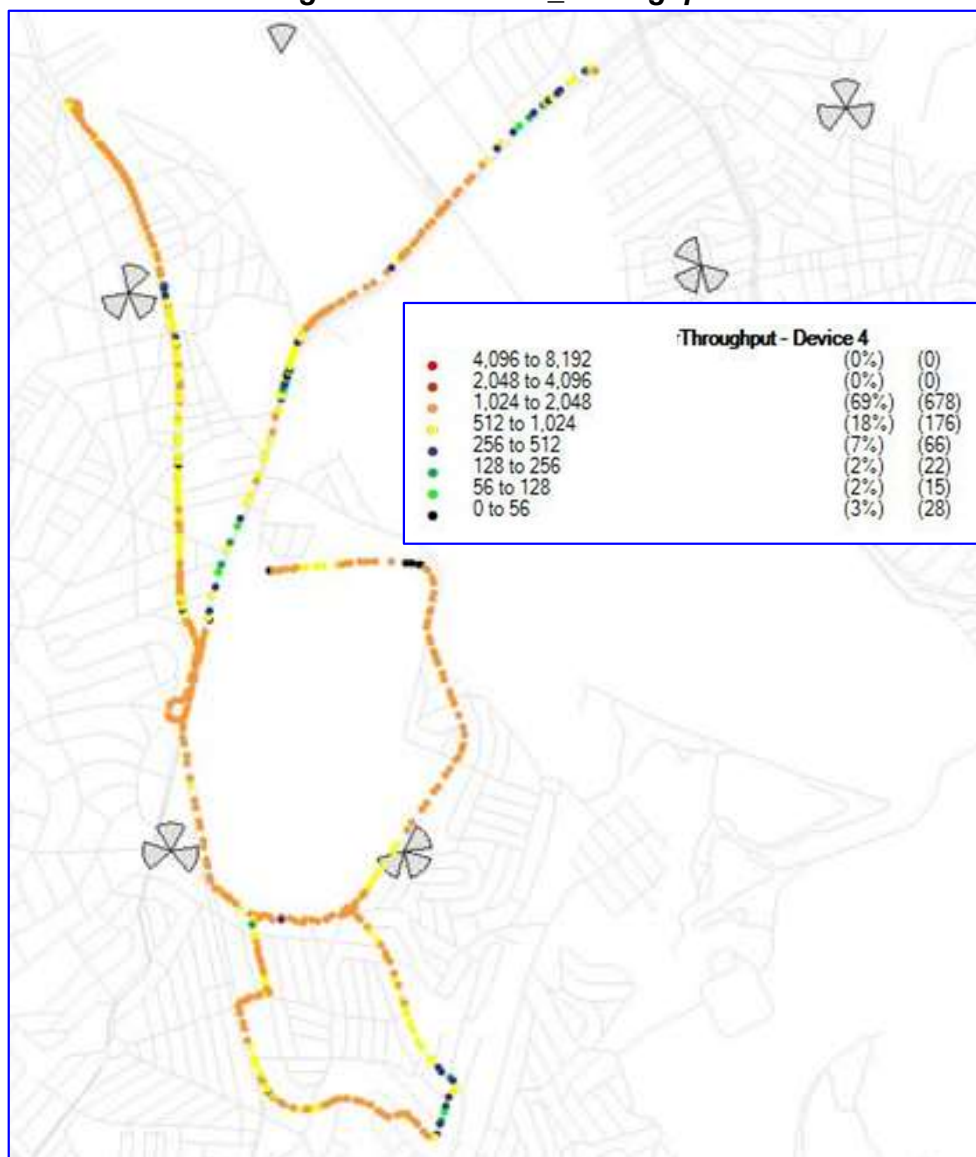 Throughput - Device 4
4,096 to 8,192 (0%) (0)
2,048 to 4,096 (0%) (0)
1,024 to 2,048 (69%) (678)
512 to 1,024 (18%) (176)
256 to 512 (7%) (66)
128 to 256 (2%) (22)
56 to 128 (2%) (15)
0 to 56 (3%) (28)